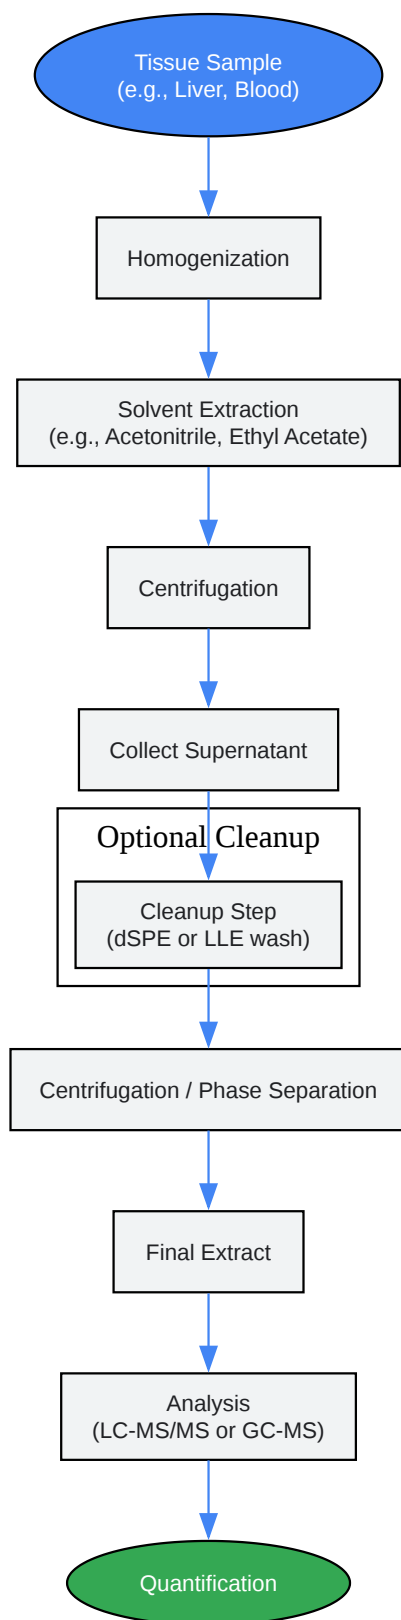 Tissue Sample
(e.g., Liver, Blood)
Homogenization
Solvent Extraction
(e.g., Acetonitrile, Ethyl Acetate)
Centrifugation
Collect Supernatant
Optional Cleanup
Cleanup Step
(dSPE or LLE wash)
Centrifugation / Phase Separation
Final Extract
Analysis
(LC-MS/MS or GC-MS)
Quantification